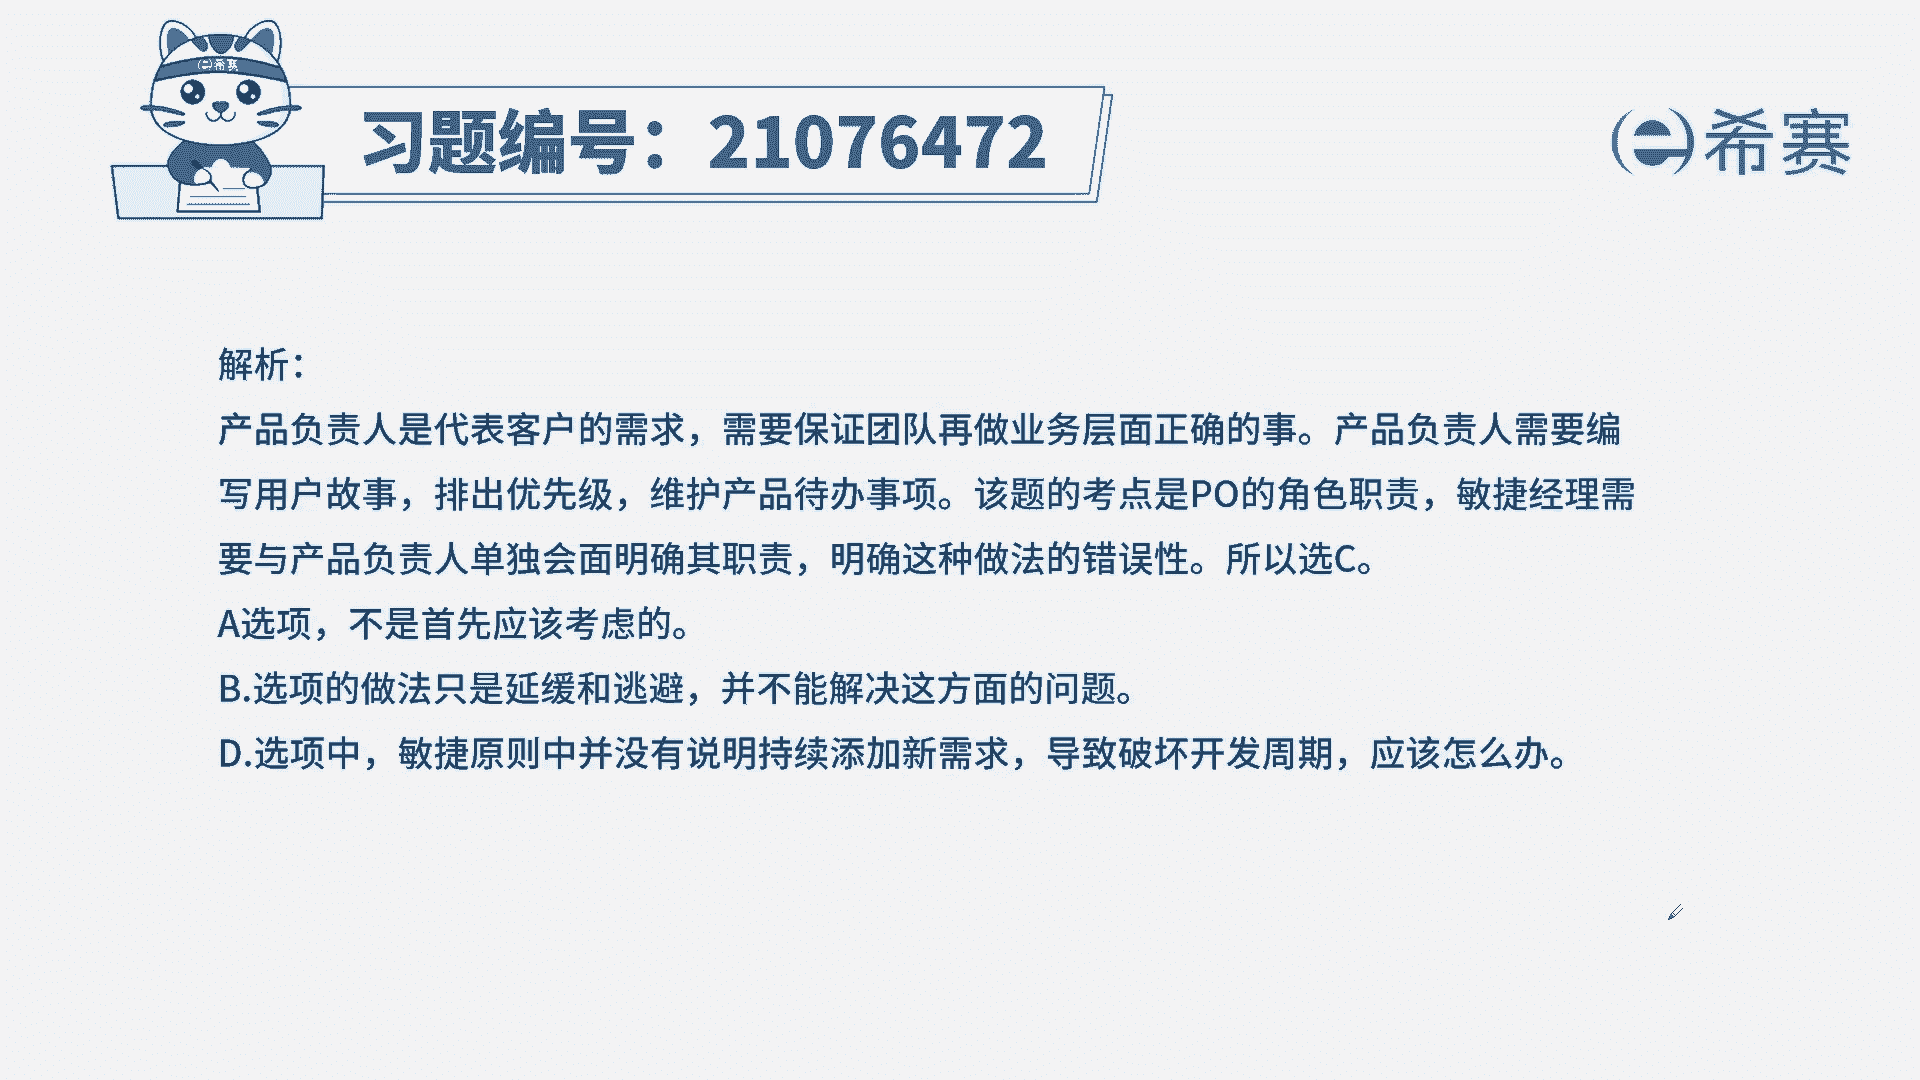 希赛
习题编号：21076472
希赛
解析：
产品负责人是代表客户的需求，需要保证团队再做业务层面正确的事。产品负责人需要编
写用户故事，排出优先级，维护产品待办事项。该题的考点是PO的角色职责，敏捷经理需
要与产品负责人单独会面明确其职责，明确这种做法的错误性。所以选C。
A选项，不是首先应该考虑的。
B.选项的做法只是延缓和逃避，并不能解决这方面的问题。
D.选项中，敏捷原则中并没有说明持续添加新需求，导致破坏开发周期，应该怎么办。